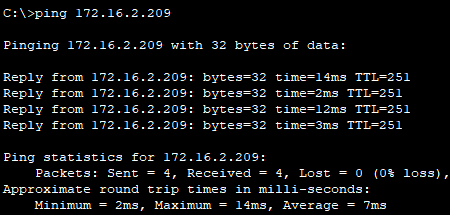 C:\>ping 172.16.2.209
Pinging 172.16.2.209 with 32 bytes of data:
Reply from 172.16.2.209: bytes=32 time=14ms TTL=251
Reply from 172.16.2.209: bytes=32 time=2ms TTL=251
Reply from 172.16.2.209: bytes=32 time=12ms TTL=251
Reply from 172.16.2.209: bytes=32 time=3ms TTL=251
Ping statistics for 172.16.2.209:
Packets: Sent = 4, Received = 4, Lost = 0 (0% loss),
Approximate round trip times in milli-seconds:
Minimum = 2ms, Maximum = 14ms, Average = 7ms